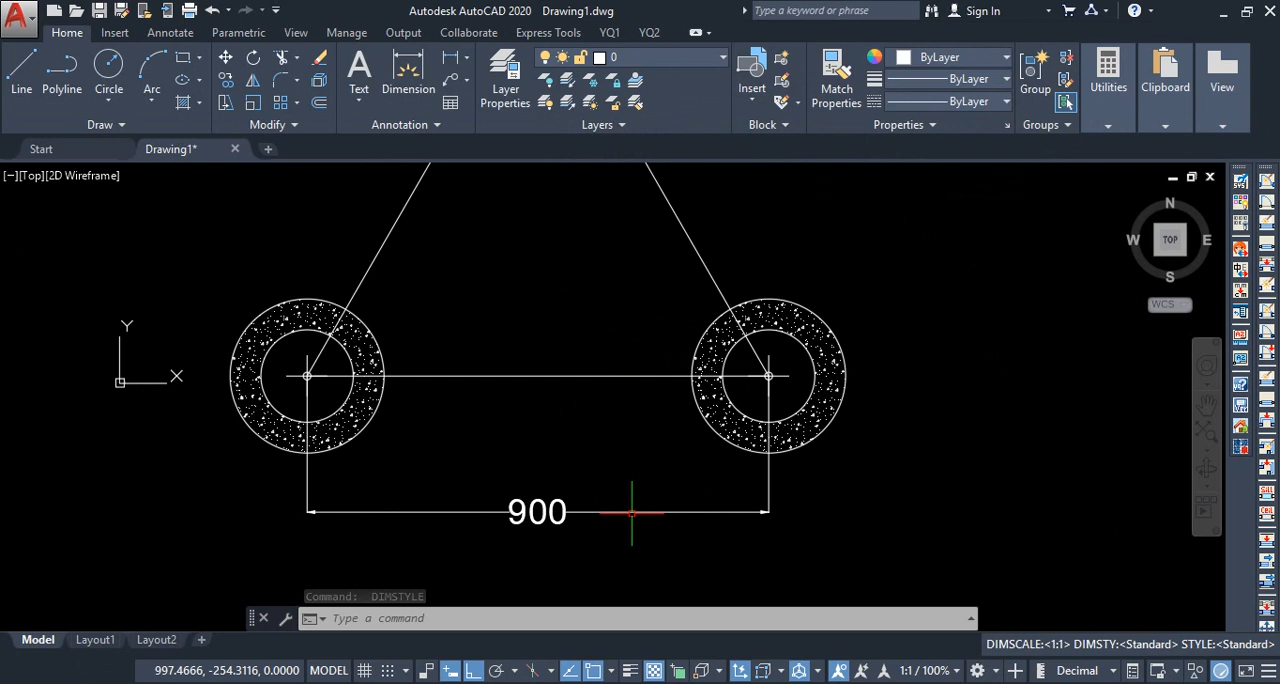 Autodesk AutoCAD 2020 Drawing1.dwg
Type a keyword or phrase
Sign In
Home Insert Annotate Parametric View Manage Output Collaborate Express Tools YQ1 YQ2
Line Polyline Circle Arc
Text Dimension
Layer Properties
0
Insert
Match Properties
ByLayer
ByLayer
ByLayer
Group
Utilities Clipboard View
Draw Modify Annotation Layers Block Properties Groups
Start Drawing1*
[−][Top][2D Wireframe]
N
W TOP E
S
WCS
Y
X
900
Command: DIMSTYLE
Type a command
Model Layout1 Layout2
DIMSCALE:<1:1> DIMSTY:<Standard> STYLE:<Standard>
997.4666, -254.3116, 0.0000 MODEL
1:1 / 100%
Decimal